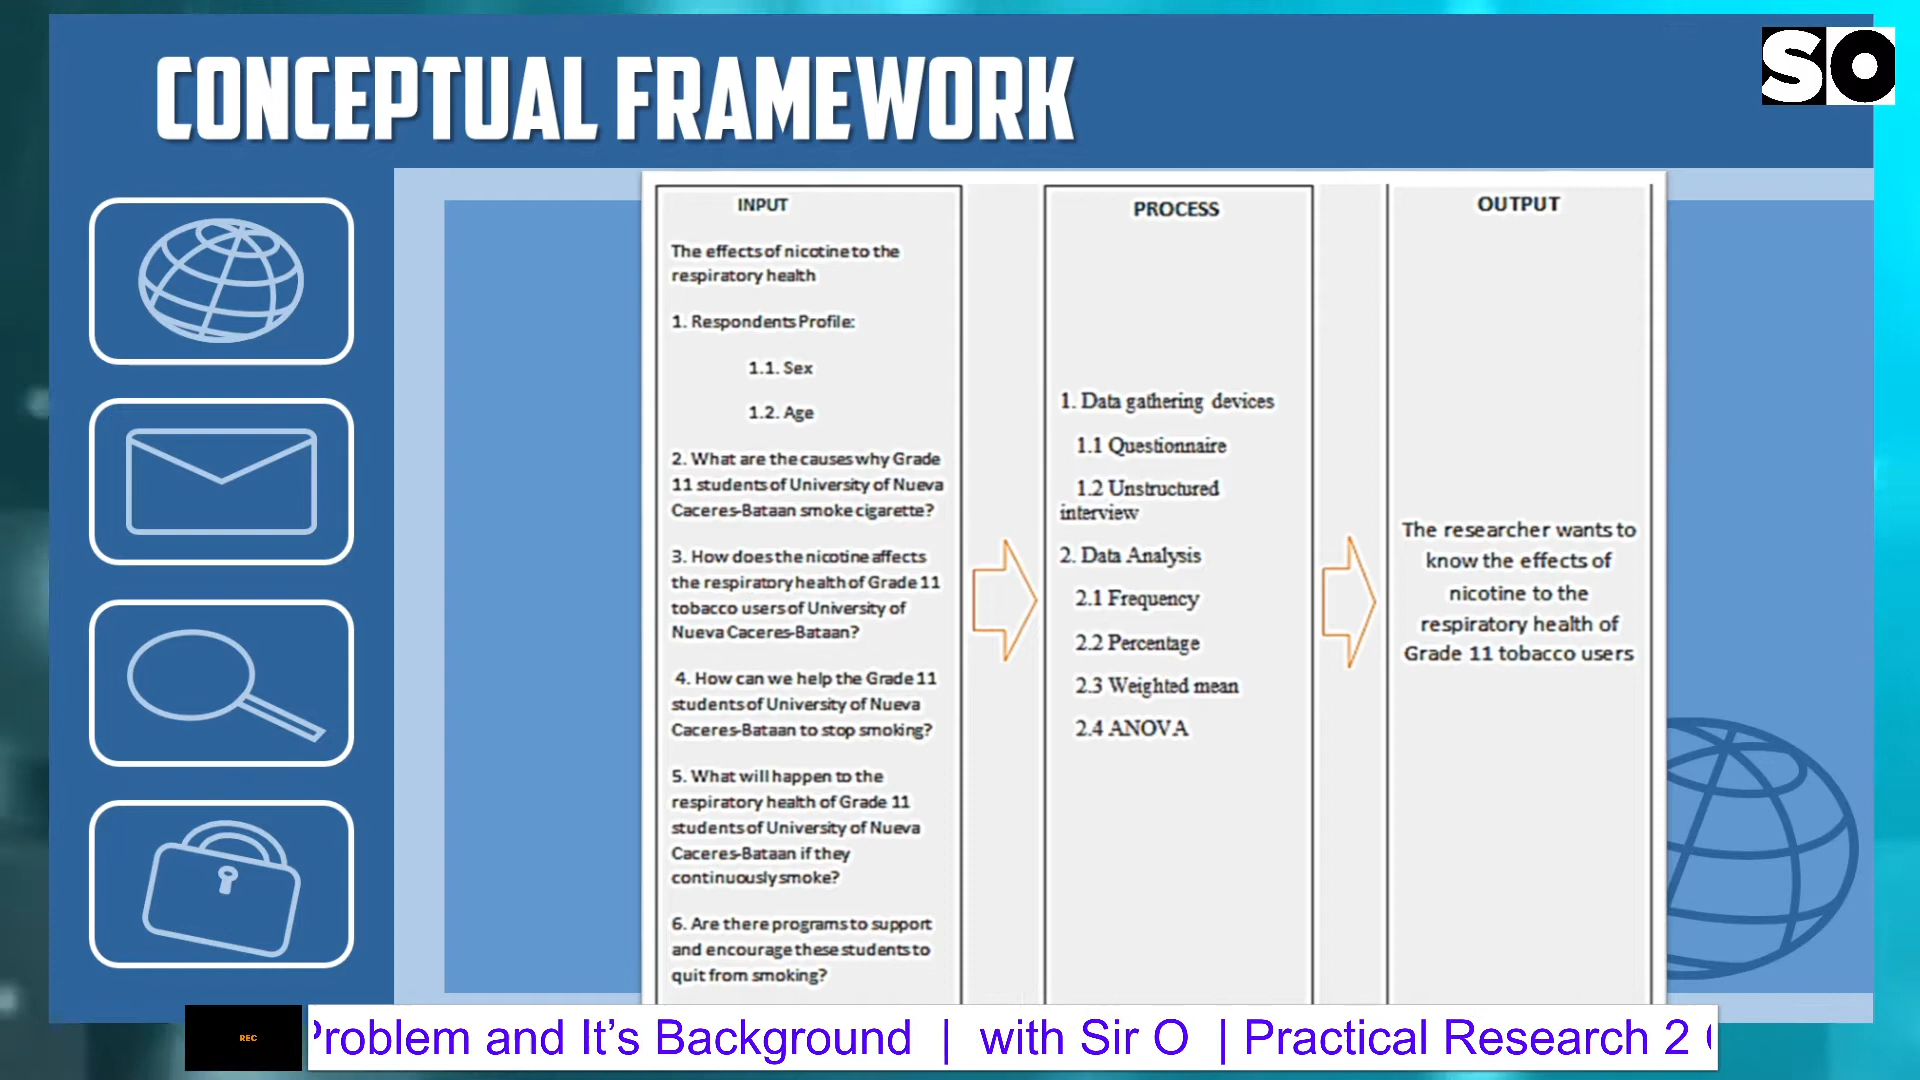 CONCEPTUAL FRAMEWORK
SO
INPUT
The effects of nicotine to the
respiratory health
1. Respondents Profile:
1.1. Sex
1.2. Age
2. What are the causes why Grade
11 students of University of Nueva
Caceres-Bataan smoke cigarette?
3. How does the nicotine affects
the respiratory health of Grade 11
tobacco users of University of
Nueva Caceres-Bataan?
4. How can we help the Grade 11
students of University of Nueva
Caceres-Bataan to stop smoking?
5. What will happen to the
respiratory health of Grade 11
students of University of Nueva
Caceres-Bataan if they
continuously smoke?
6. Are there programs to support
and encourage these students to
quit from smoking?
PROCESS
1. Data gathering devices
1.1 Questionnaire
1.2 Unstructured
interview
2. Data Analysis
2.1 Frequency
2.2 Percentage
2.3 Weighted mean
2.4 ANOVA
OUTPUT
The researcher wants to
know the effects of
nicotine to the
respiratory health of
Grade 11 tobacco users
REC
Problem and It's Background | with Sir O | Practical Research 2